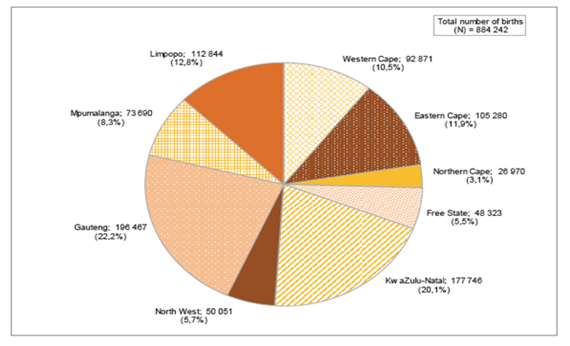 Total number of births
(N) = 884 242
Western Cape; 92 871
(10,5%)
Eastern Cape; 105 280
(11,9%)
Northern Cape; 26 970
(3,1%)
Free State; 48 323
(5,5%)
KwaZulu-Natal; 177 746
(20,1%)
North West; 50 051
(5,7%)
Gauteng; 196 467
(22,2%)
Mpumalanga; 73 690
(8,3%)
Limpopo; 112 844
(12,8%)